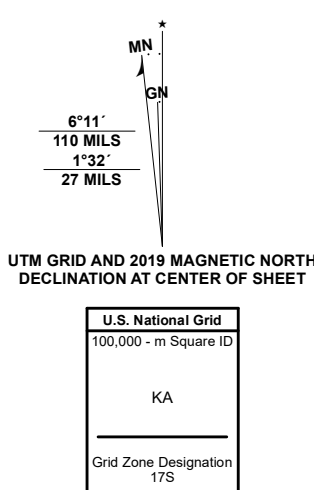 MN
GN
6°11´
110 MILS
1°32´
27 MILS
UTM GRID AND 2019 MAGNETIC NORTH
DECLINATION AT CENTER OF SHEET
U.S. National Grid
100,000 - m Square ID
KA
Grid Zone Designation
17S